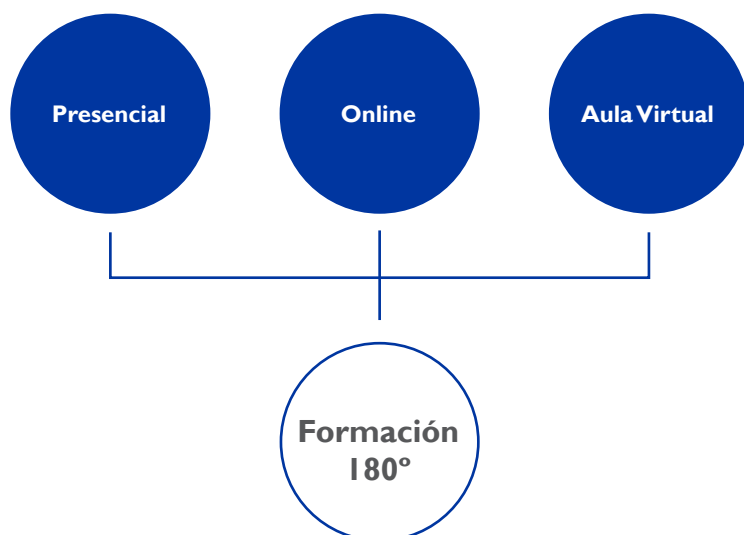 Presencial
Online
Aula Virtual
Formación
180º